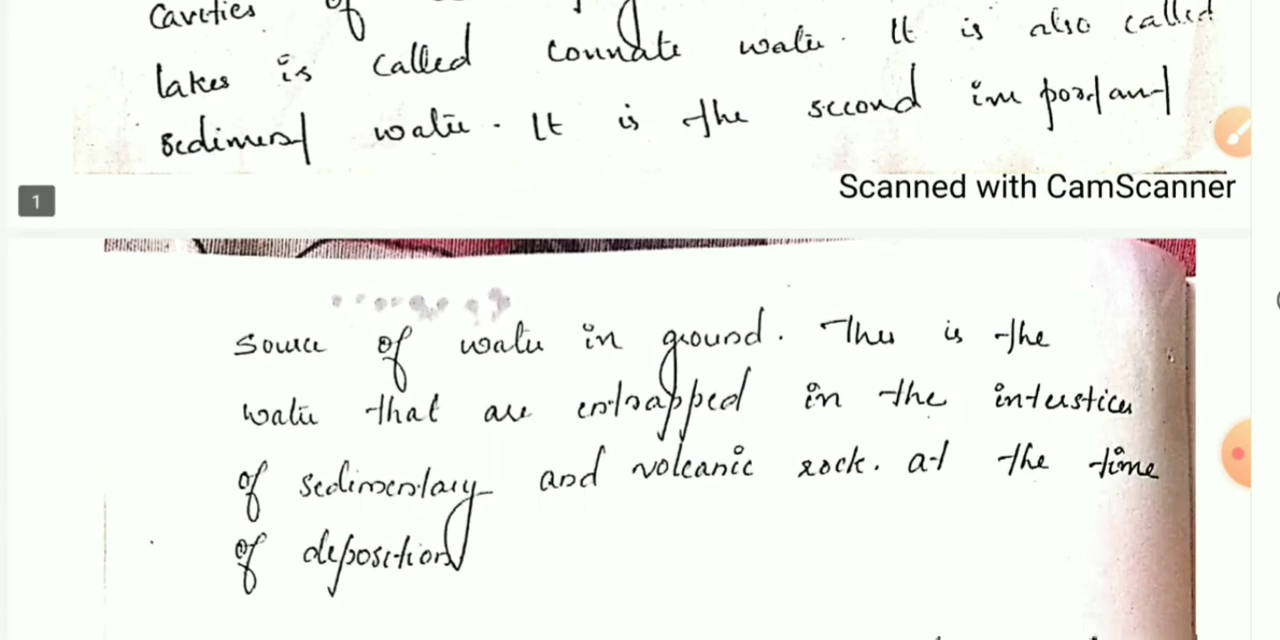 Cavities of
lakes is called connate water. It is also called
sediment water. It is the second important
Scanned with CamScanner
1
Source of water in ground. This is the
water that are entrapped in the interstices
of sedimentary and volcanic rock. at the time
of deposition